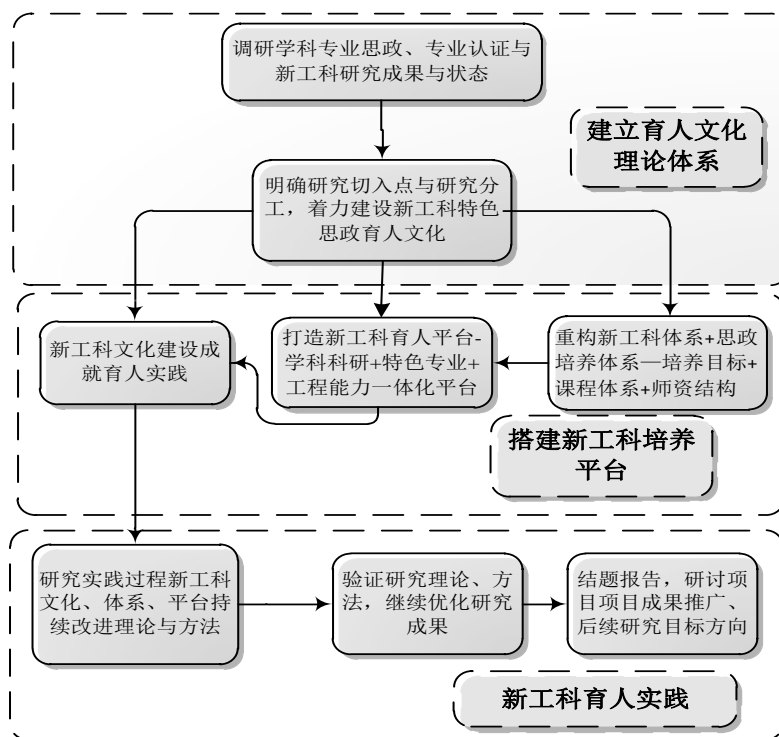 调研学科专业思政、专业认证与
新工科研究成果与状态
建立育人文化
理论体系
明确研究切入点与研究分
工，着力建设新工科特色
思政育人文化
新工科文化建设成
就育人实践
打造新工科育人平台-
学科科研+特色专业+
工程能力一体化平台
重构新工科体系+思政
培养体系—培养目标+
课程体系+师资结构
搭建新工科培养
平台
研究实践过程新工科
文化、体系、平台持
续改进理论与方法
验证研究理论、方
法，继续优化研究
成果
结题报告，研讨项
目项目成果推广、
后续研究目标方向
新工科育人实践